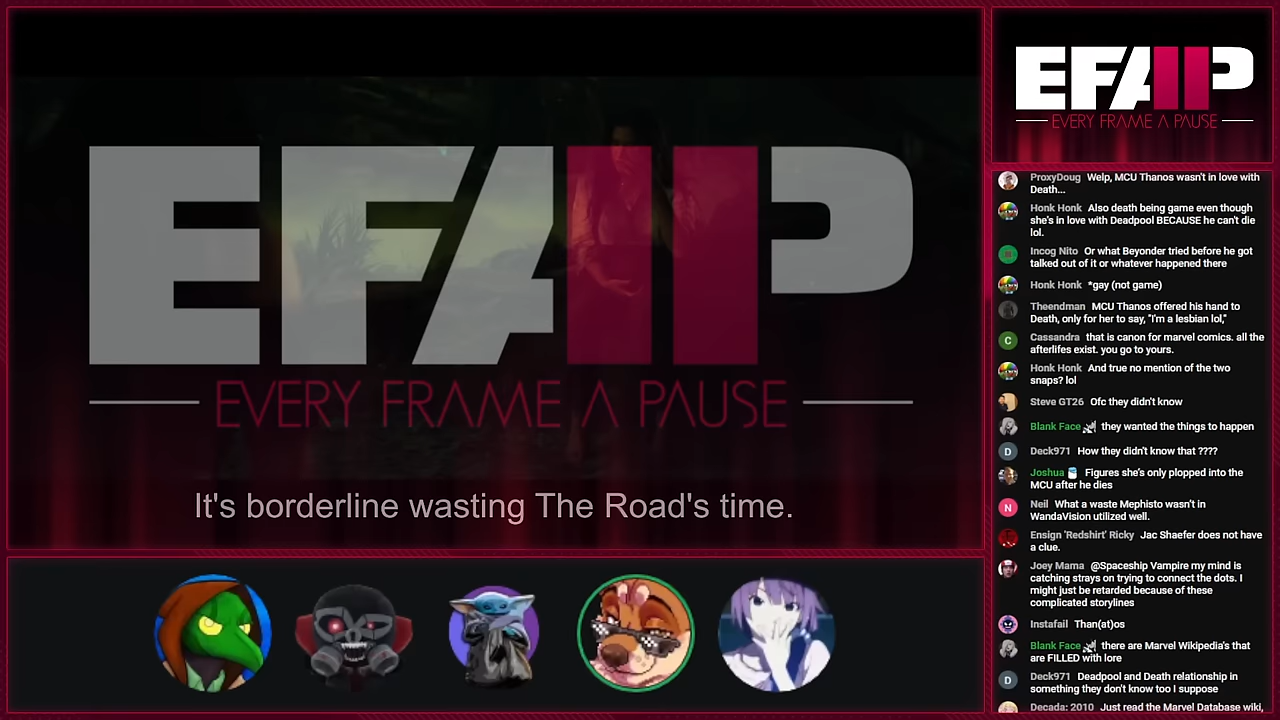 EFAP
EVERY FRAME A PAUSE
It's borderline wasting The Road's time.
EFAP
EVERY FRAME A PAUSE
ProxyDoug Welp, MCU Thanos wasn't in love with
Death...
Honk Honk Also death being game even though
she's in love with Deadpool BECAUSE he can't die
lol.
Incog Nito Or what Beyonder tried before he got
talked out of it or whatever happened there
Honk Honk *gay (not game)
Theendman MCU Thanos offered his hand to
Death, only for her to say, "I'm a lesbian lol,"
C
Cassandra that is canon for marvel comics. all the
afterlifes exist. you go to yours.
Honk Honk And true no mention of the two
snaps? lol
Steve GT26 Ofc they didn't know
Blank Face they wanted the things to happen
D
Deck971 How they didn't know that ????
Joshua Figures she's only plopped into the
MCU after he dies
N
Neil What a waste Mephisto wasn't in
WandaVision utilized well.
Ensign 'Redshirt' Ricky Jac Shaefer does not have
a clue.
Joey Mama @Spaceship Vampire my mind is
catching strays on trying to connect the dots. I
might just be retarded because of these
complicated storylines
Instafail Than(at)os
Blank Face there are Marvel Wikipedia's that
are FILLED with lore
D
Deck971 Deadpool and Death relationship in
something they don't know too I suppose
Decada: 2010 Just read the Marvel Database wiki,